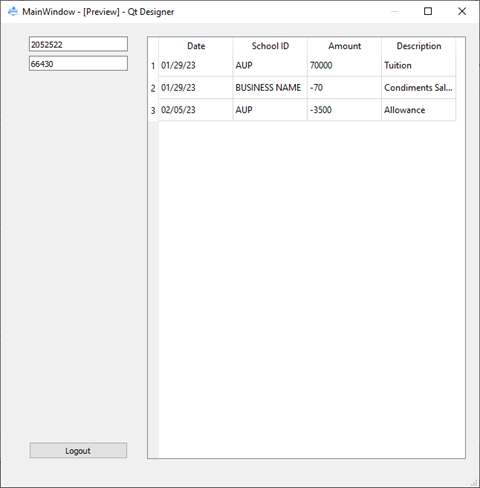 MainWindow - [Preview] - Qt Designer
2052522
66430
Date School ID Amount Description
1 01/29/23 AUP 70000 Tuition
2 01/29/23 BUSINESS NAME -70 Condiments Sal...
3 02/05/23 AUP -3500 Allowance
Logout